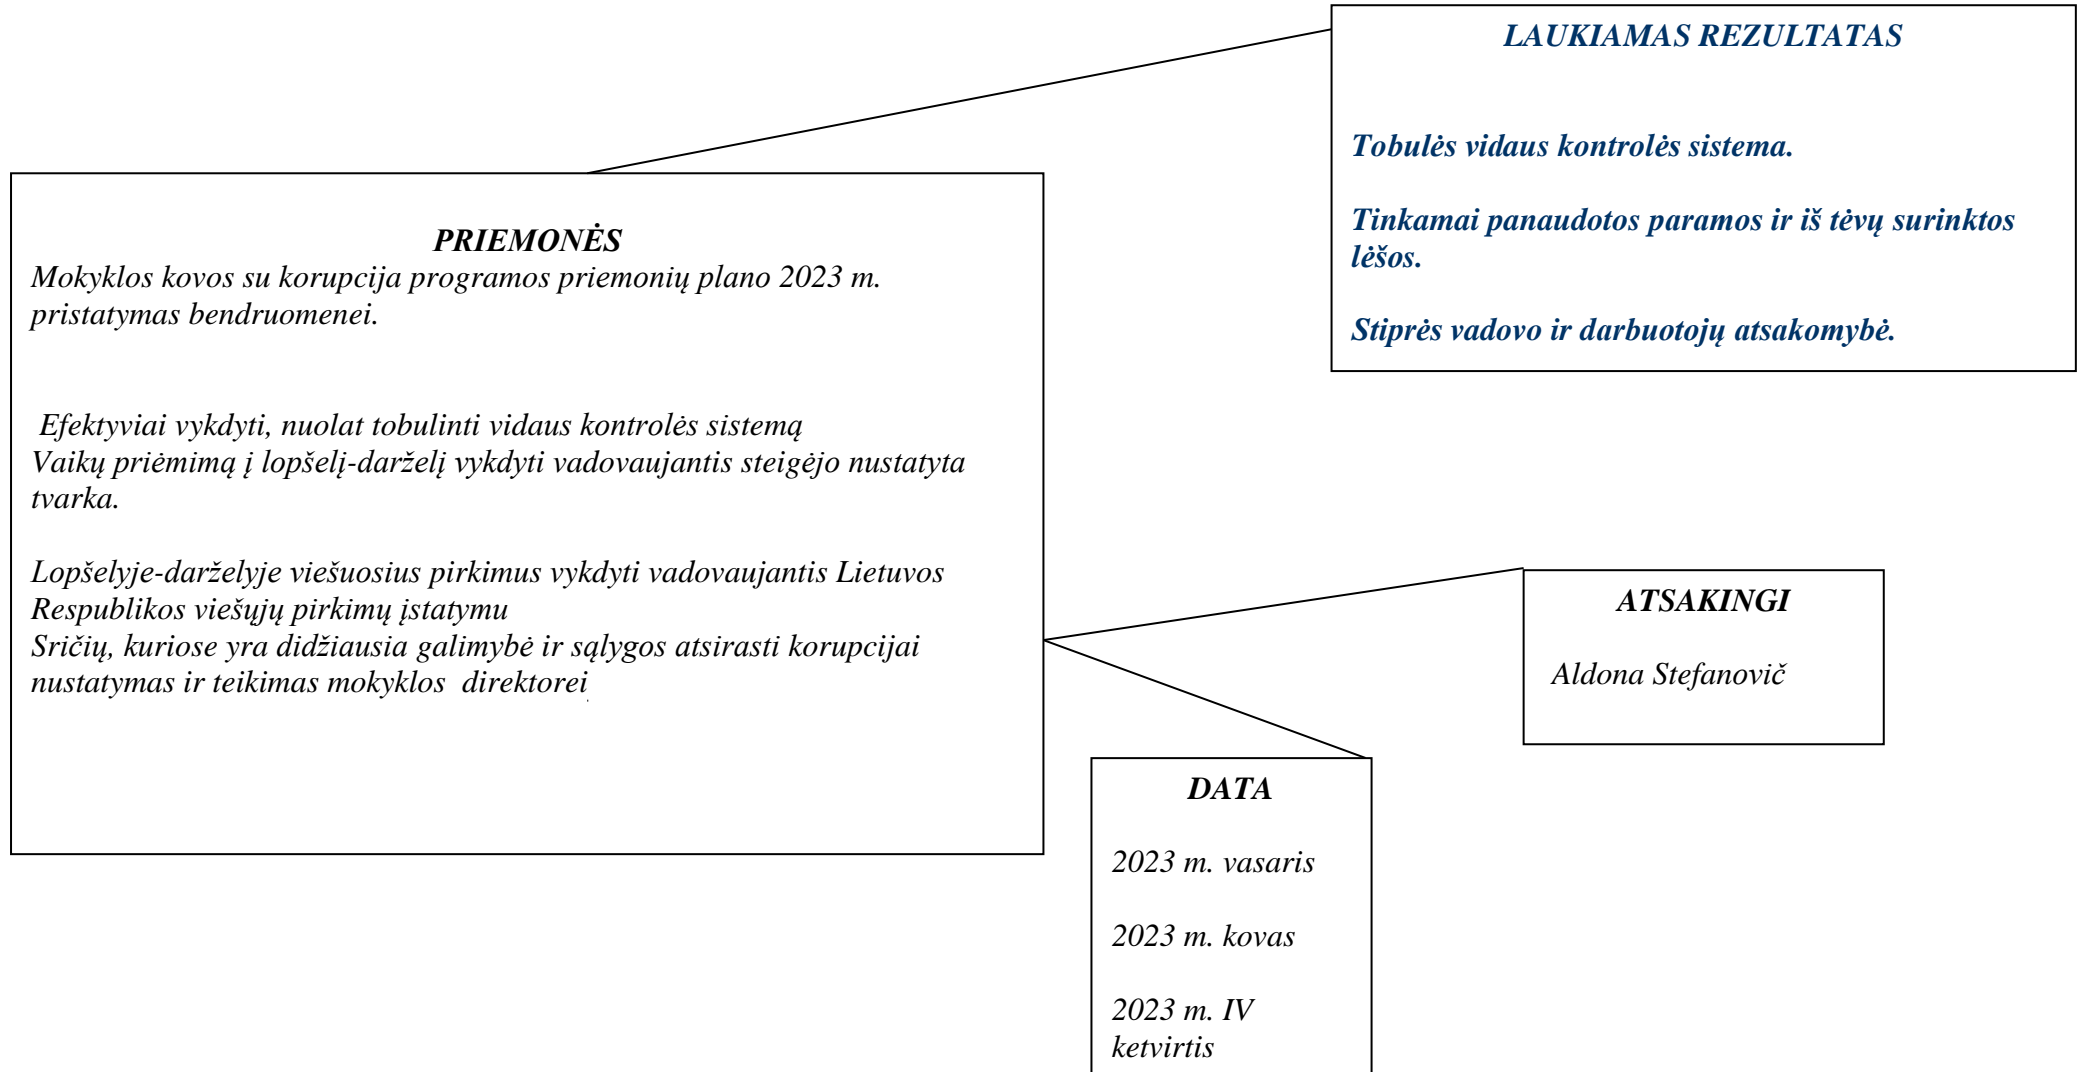 LAUKIAMAS REZULTATAS
Tobulės vidaus kontrolės sistema.
Tinkamai panaudotos paramos ir iš tėvų surinktos
lėšos.
Stiprės vadovo ir darbuotojų atsakomybė.
PRIEMONĖS
Mokyklos kovos su korupcija programos priemonių plano 2023 m.
pristatymas bendruomenei.
Efektyviai vykdyti, nuolat tobulinti vidaus kontrolės sistemą
Vaikų priėmimą į lopšelį-darželį vykdyti vadovaujantis steigėjo nustatyta
tvarka.
Lopšelyje-darželyje viešuosius pirkimus vykdyti vadovaujantis Lietuvos
Respublikos viešųjų pirkimų įstatymu
Sričių, kuriose yra didžiausia galimybė ir sąlygos atsirasti korupcijai
nustatymas ir teikimas mokyklos  direktorei
ATSAKINGI
Aldona Stefanovič
DATA
2023 m. vasaris
2023 m. kovas
2023 m. IV
ketvirtis